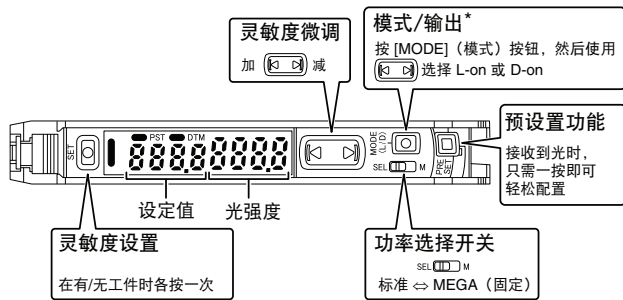 灵敏度微调
加 减
模式/输出*
按 [MODE]（模式）按钮，然后使用
选择 L-on 或 D-on
预设置功能
接收到光时，
只需一按即可
轻松配置
SET
PST DTM
888.8 888.8
MODE
(L/D)
SEL M
PRE
SET
设定值 光强度
灵敏度设置
在有/无工件时各按一次
功率选择开关
SEL M
标准 ⇔ MEGA（固定）